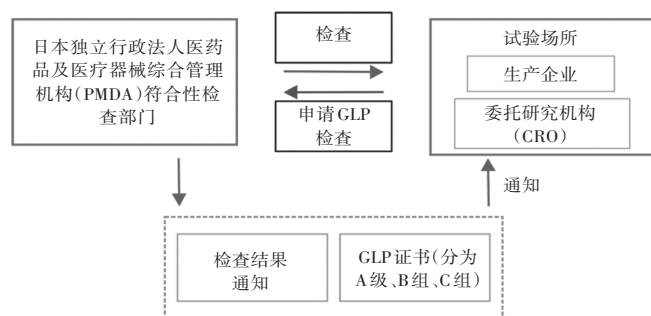 日本独立行政法人医药
品及医疗器械综合管理
机构(PMDA)符合性检
查部门
检查
申请GLP
检查
试验场所
生产企业
委托研究机构
(CRO)
通知
检查结果
通知
GLP证书(分为
A级、B组、C组)